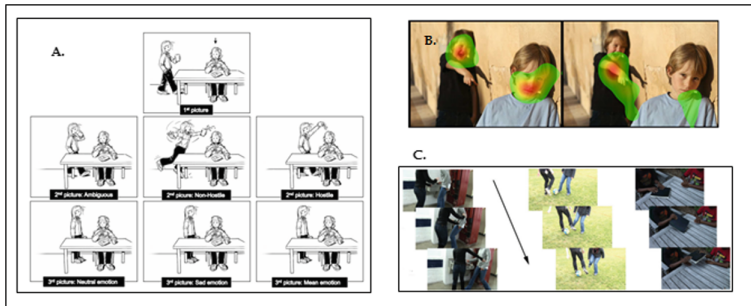 A.
1st picture
2nd picture: Ambiguous
2nd picure: Non-Hostile
2nd picture: Hostile
3rd picture: Neutral emotion
3rd picture: Sad emotion
3rd picture: Mean emotion
B.
C.